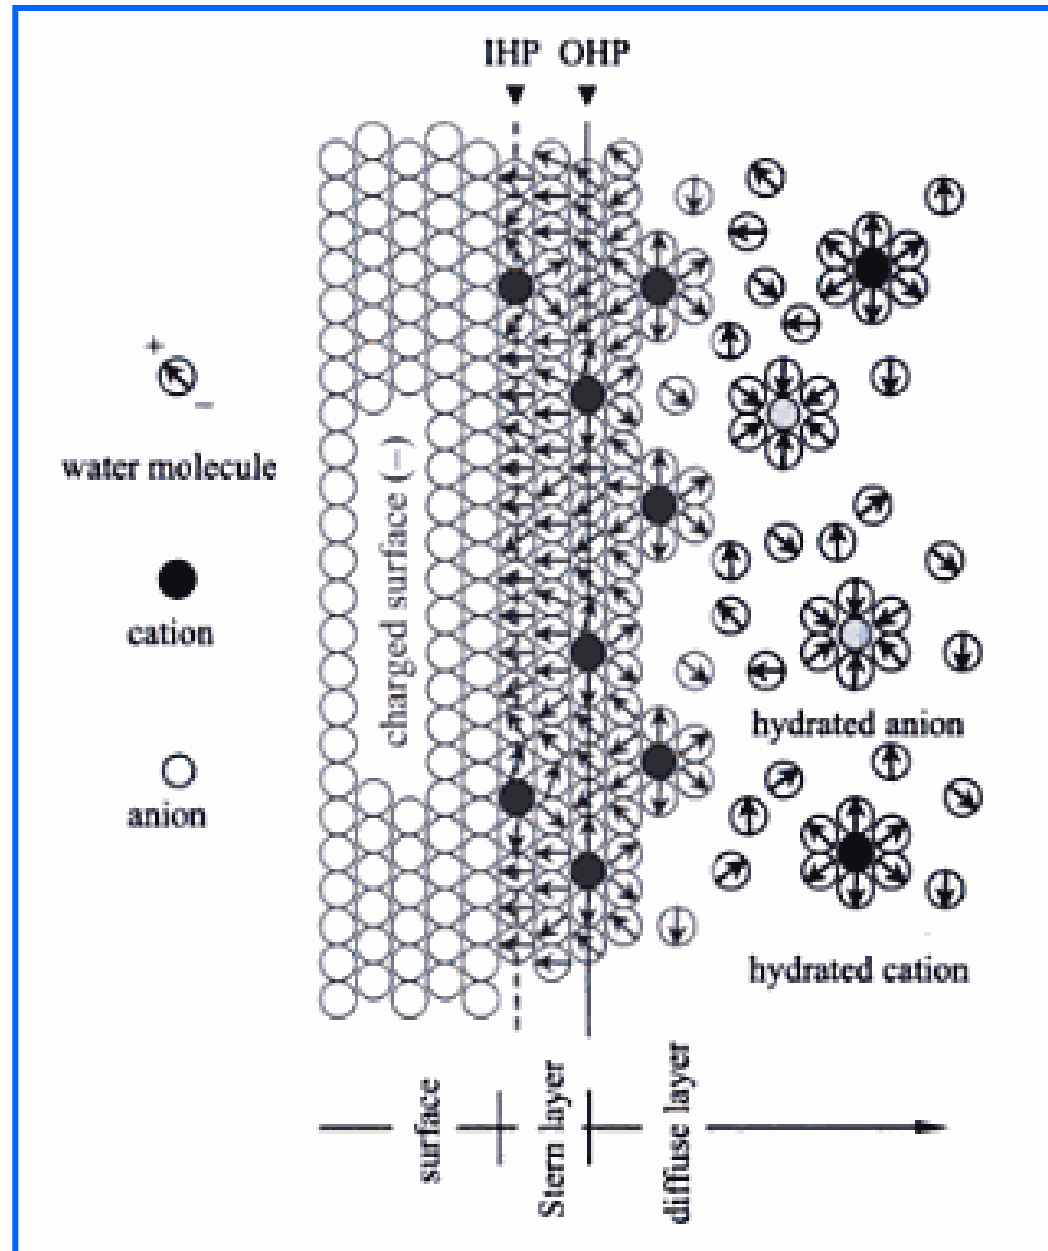 IHP OHP
+
−
water molecule
cation
anion
charged surface (−)
hydrated anion
hydrated cation
surface
Stern layer
diffuse layer